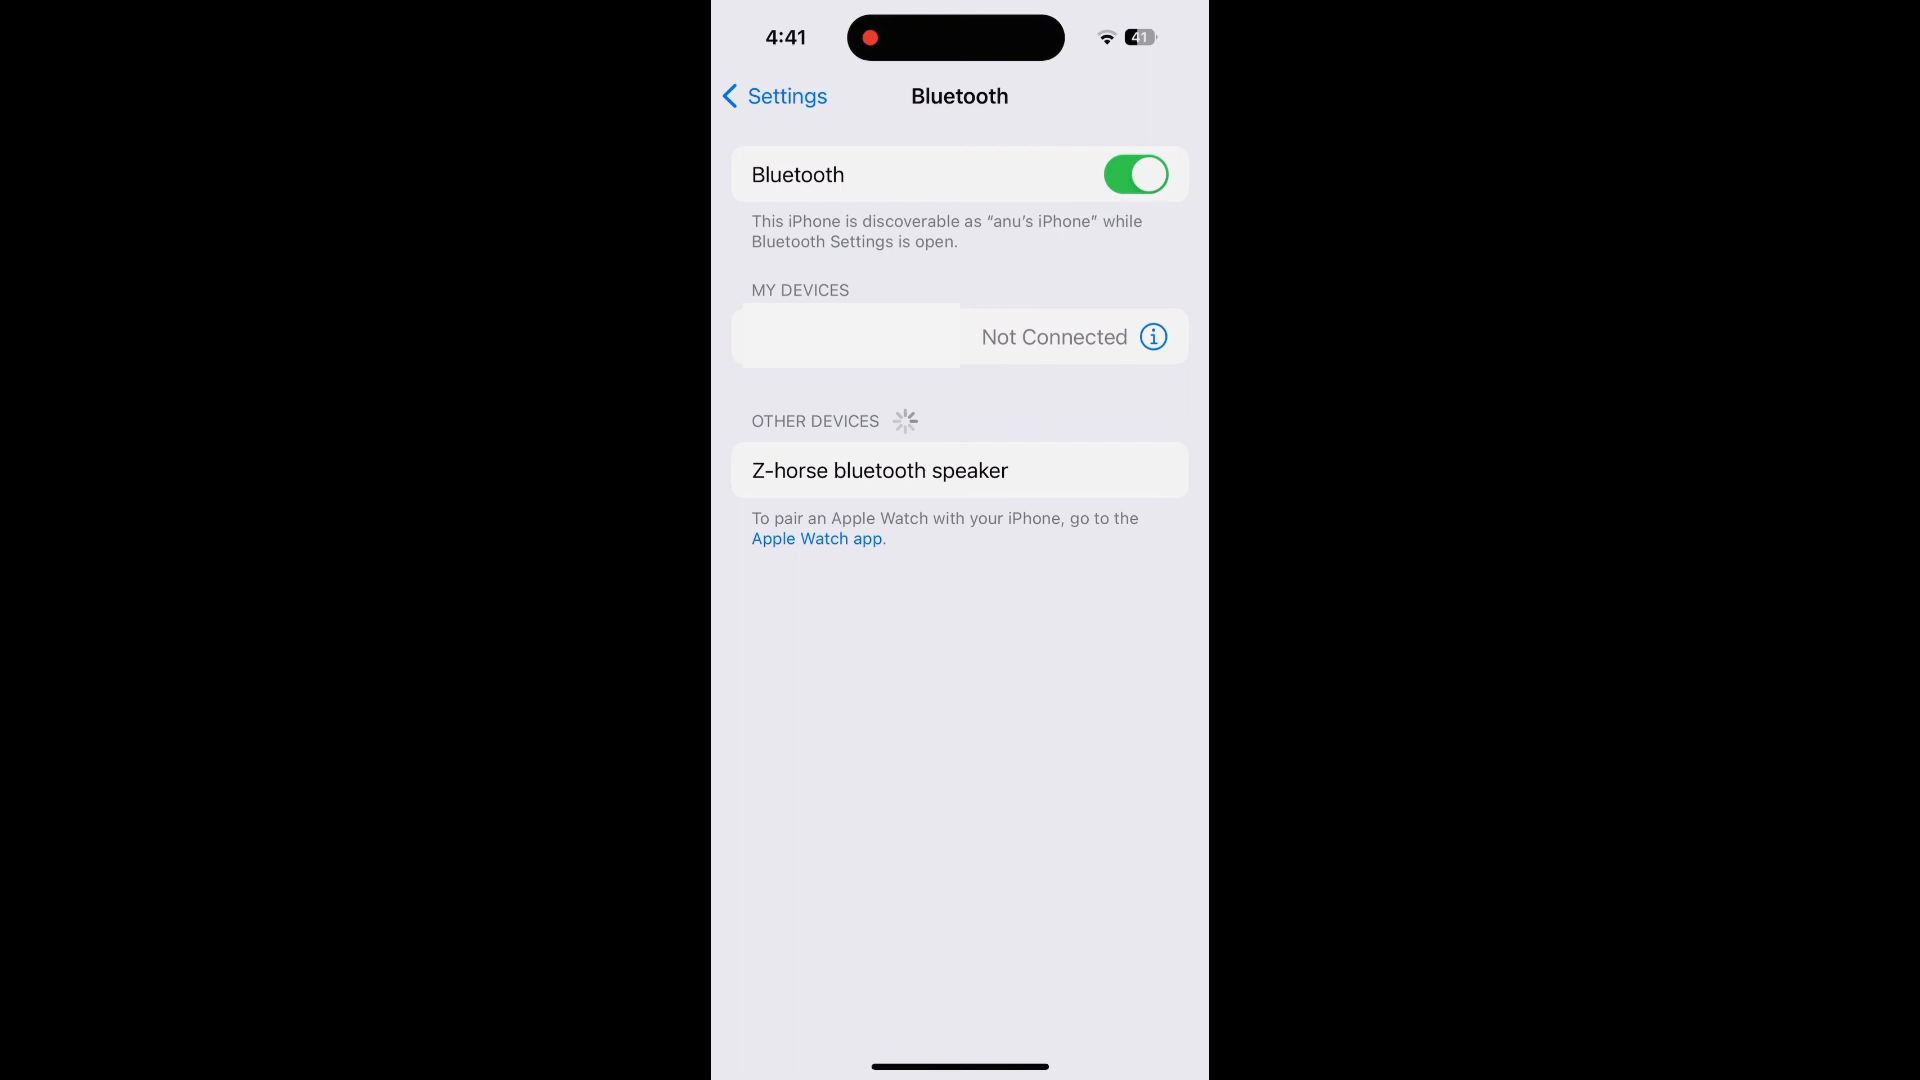 4:41
41
Settings
Bluetooth
Bluetooth
This iPhone is discoverable as “anu’s iPhone” while
Bluetooth Settings is open.
MY DEVICES
Not Connected
OTHER DEVICES
Z-horse bluetooth speaker
To pair an Apple Watch with your iPhone, go to the
Apple Watch app.